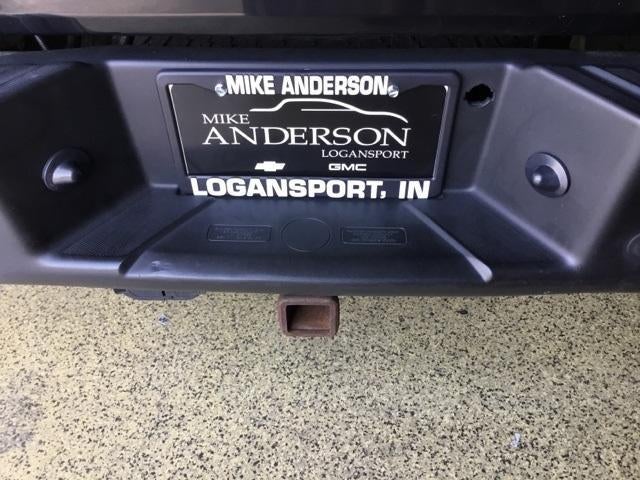 MIKE ANDERSON
MIKE
ANDERSON
LOGANSPORT
GMC
LOGANSPORT, IN